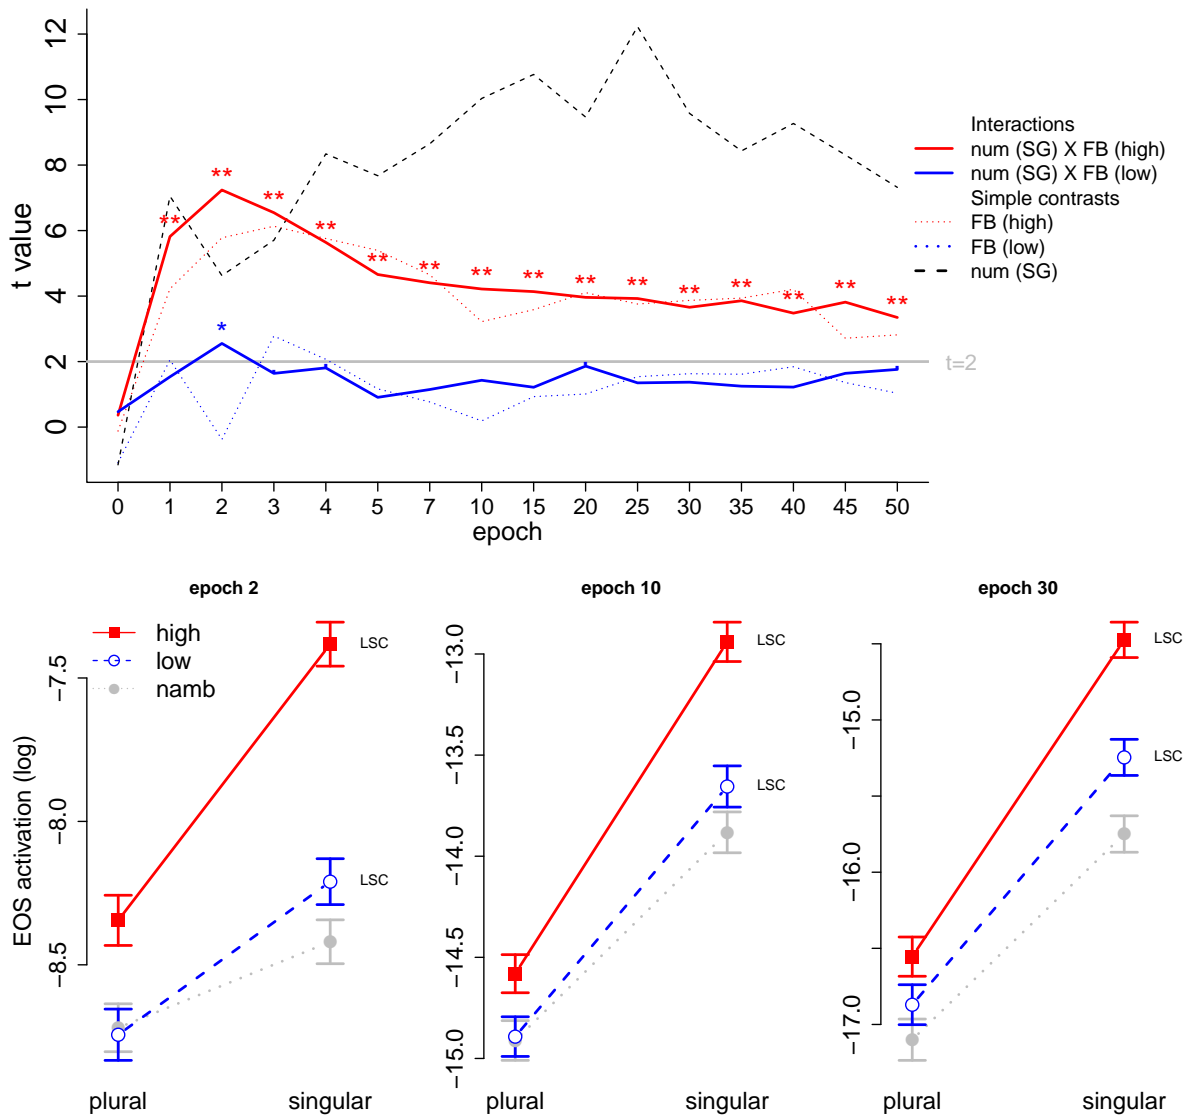 t value
12
10
8
6
4
2
0
** ** ** ** ** ** ** ** ** ** ** ** ** ** **
*
t=2
Interactions
num (SG) X FB (high)
num (SG) X FB (low)
Simple contrasts
FB (high)
FB (low)
num (SG)
0 1 2 3 4 5 7 10 15 20 25 30 35 40 45 50
epoch
epoch 2
high
low
namb
EOS activation (log)
−7.5
−8.0
−8.5
LSC
LSC
plural singular
epoch 10
−13.0
−13.5
−14.0
−14.5
−15.0
LSC
LSC
plural singular
epoch 30
−15.0
−16.0
−17.0
LSC
LSC
plural singular